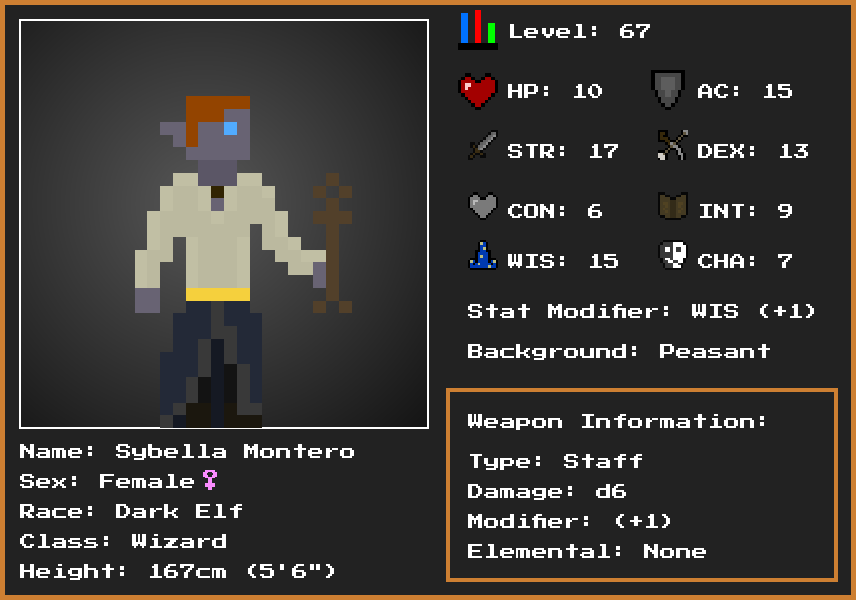 Level: 67
HP: 10 AC: 15
STR: 17 DEX: 13
CON: 6 INT: 9
WIS: 15 CHA: 7
Stat Modifier: WIS (+1)
Background: Peasant
Weapon Information:
Type: Staff
Damage: d6
Modifier: (+1)
Elemental: None
Name: Sybella Montero
Sex: Female♀
Race: Dark Elf
Class: Wizard
Height: 167cm (5'6")